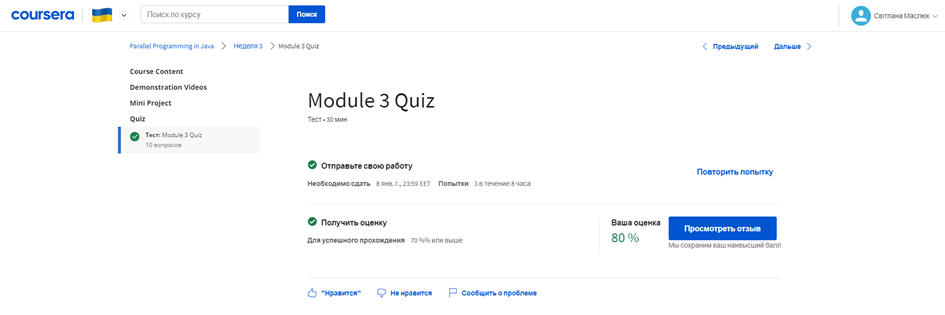 coursera
Поиск по курсу
Поиск
Світлана Маслюк
Parallel Programming in Java
Неделя 3
Module 3 Quiz
Предыдущий
Дальше
Course Content
Demonstration Videos
Mini Project
Quiz
Тест: Module 3 Quiz
10 вопросов
Module 3 Quiz
Тест • 30 мин
Отправьте свою работу
Необходимо сдать 8 янв. г., 23:59 EET Попытки 3 в течение 8 часа
Повторить попытку
Получить оценку
Для успешного прохождения 70 %% или выше
Ваша оценка
80 %
Просмотреть отзыв
Мы сохраним ваш наивысший балл
"Нравится"
Не нравится
Сообщить о проблеме